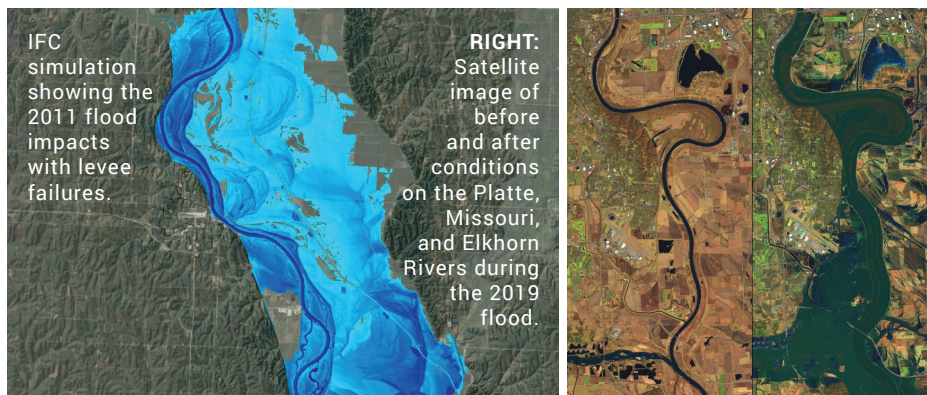 IFC
simulation
showing the
2011 flood
impacts
with levee
failures.
RIGHT:
Satellite
image of
before
and after
conditions
on the Platte,
Missouri,
and Elkhorn
Rivers during
the 2019
flood.